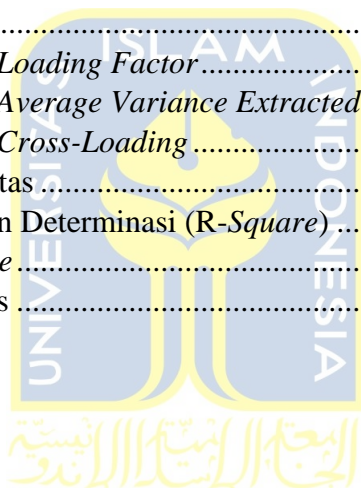 ........................................
Loading Factor....................
Average Variance Extracted
Cross-Loading.....................
tas..........................................
n Determinasi (R-Square)....
e............................................
s............................................
ISLAM
UNIVERSITAS
INDONESIA